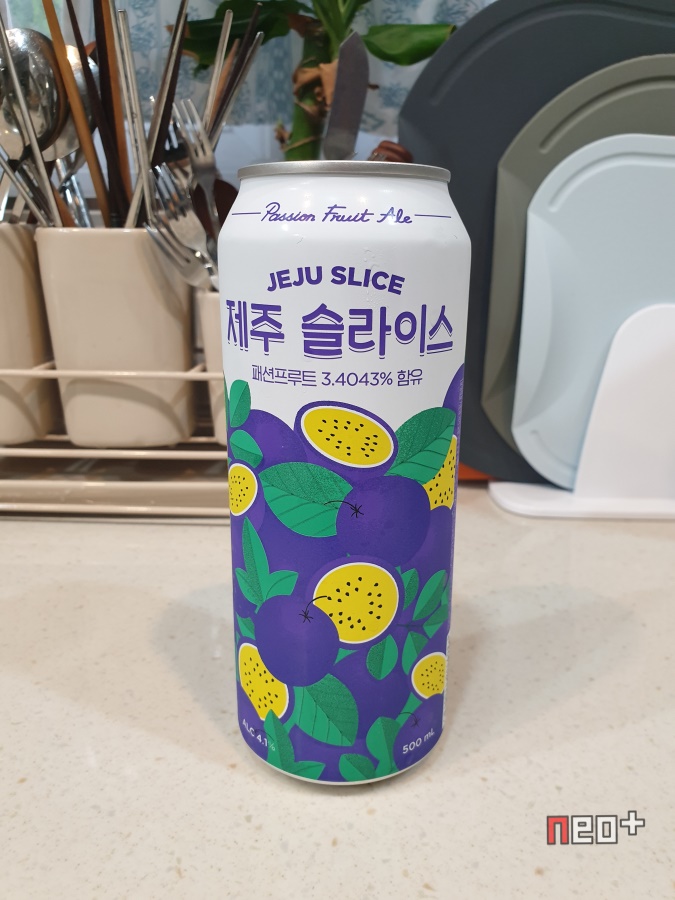 Passion Fruit Ale
JEJU SLICE
제주 슬라이스
패션프루트 3.4043% 함유
ALC 4.1%
500 mL
neo+